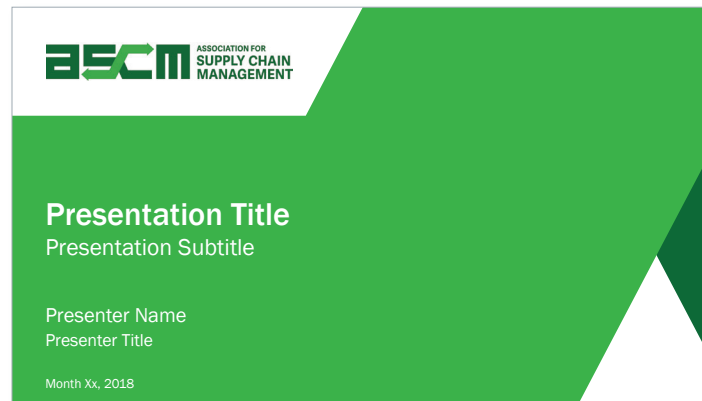 ascm
ASSOCIATION FOR
SUPPLY CHAIN
MANAGEMENT
Presentation Title
Presentation Subtitle
Presenter Name
Presenter Title
Month Xx, 2018